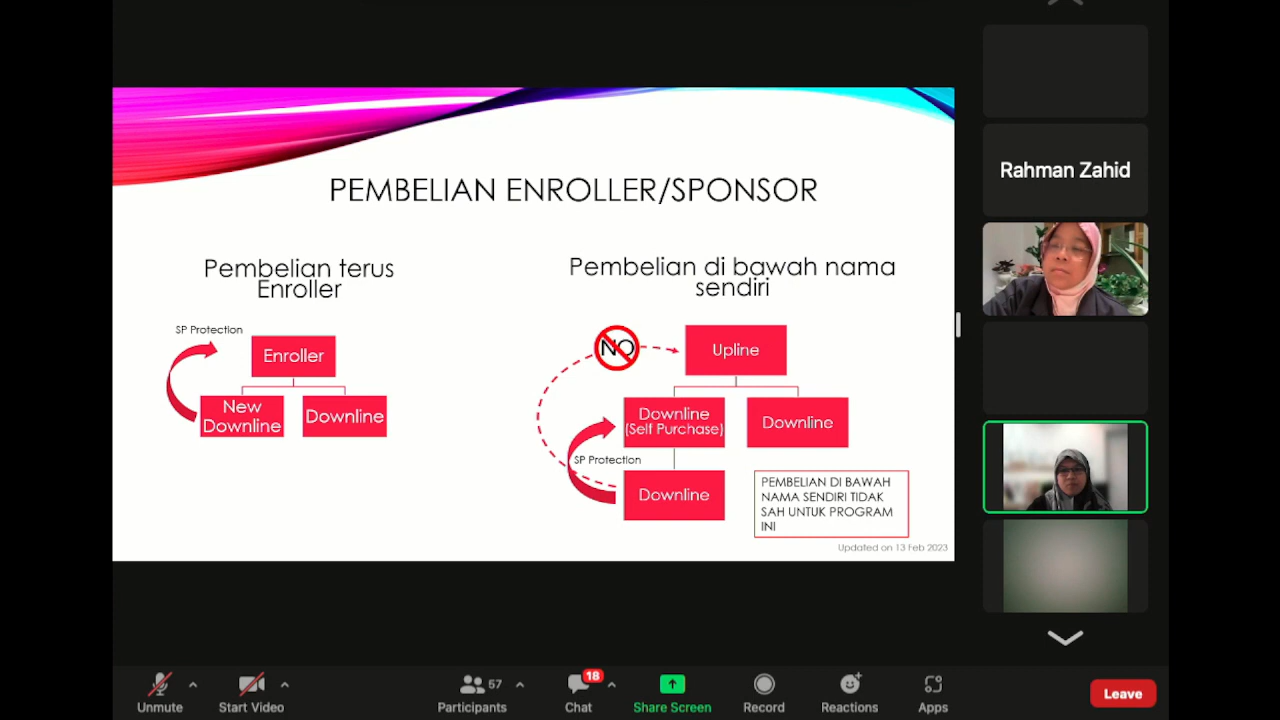 PEMBELIAN ENROLLER/SPONSOR
Pembelian terus
Enroller
SP Protection
Enroller
New
Downline
Downline
Pembelian di bawah nama
sendiri
NO
Upline
Downline
(Self Purchase)
Downline
SP Protection
Downline
PEMBELIAN DI BAWAH
NAMA SENDIRI TIDAK
SAH UNTUK PROGRAM
INI
Updated on 13 Feb 2023
Rahman Zahid
Unmute
Start Video
57
Participants
18
Chat
Share Screen
Record
Reactions
Apps
Leave